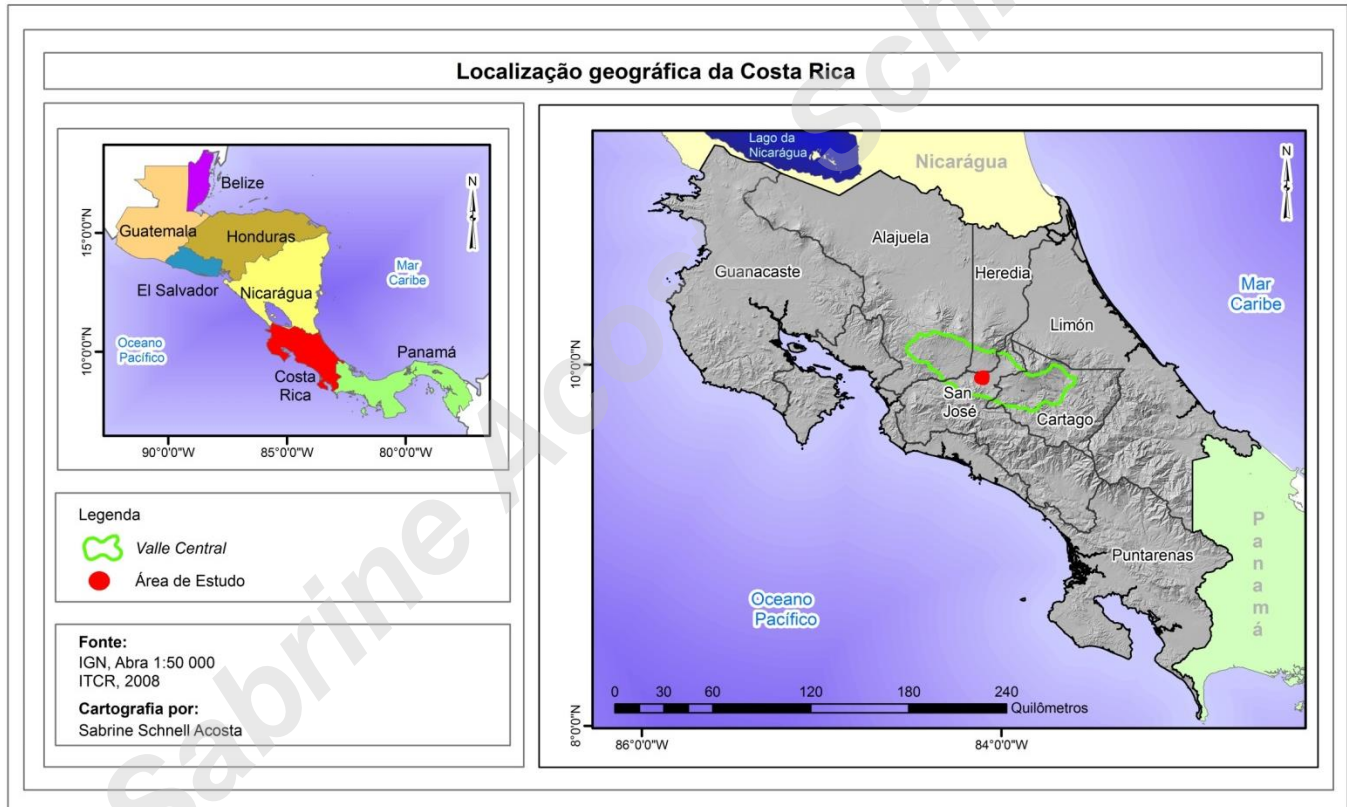 Localização geográfica da Costa Rica
N
Belize
Guatemala
Honduras
El Salvador
Nicarágua
Mar
Caribe
Oceano
Pacífico
Costa
Rica
Panamá
15°0'0"N
10°0'0"N
90°0'0"W
85°0'0"W
80°0'0"W
Legenda
Valle Central
Área de Estudo
Fonte:
IGN, Abra 1:50 000
ITCR, 2008
Cartografia por:
Sabrine Schnell Acosta
Lago da
Nicarágua
Nicarágua
N
Alajuela
Guanacaste
Heredia
Limón
Mar
Caribe
San
José
Cartago
Puntarenas
Panamá
Oceano
Pacífico
0 30 60 120 180 240
Quilômetros
10°0'0"N
8°0'0"N
86°0'0"W
84°0'0"W
Sabrine Acosta Sch